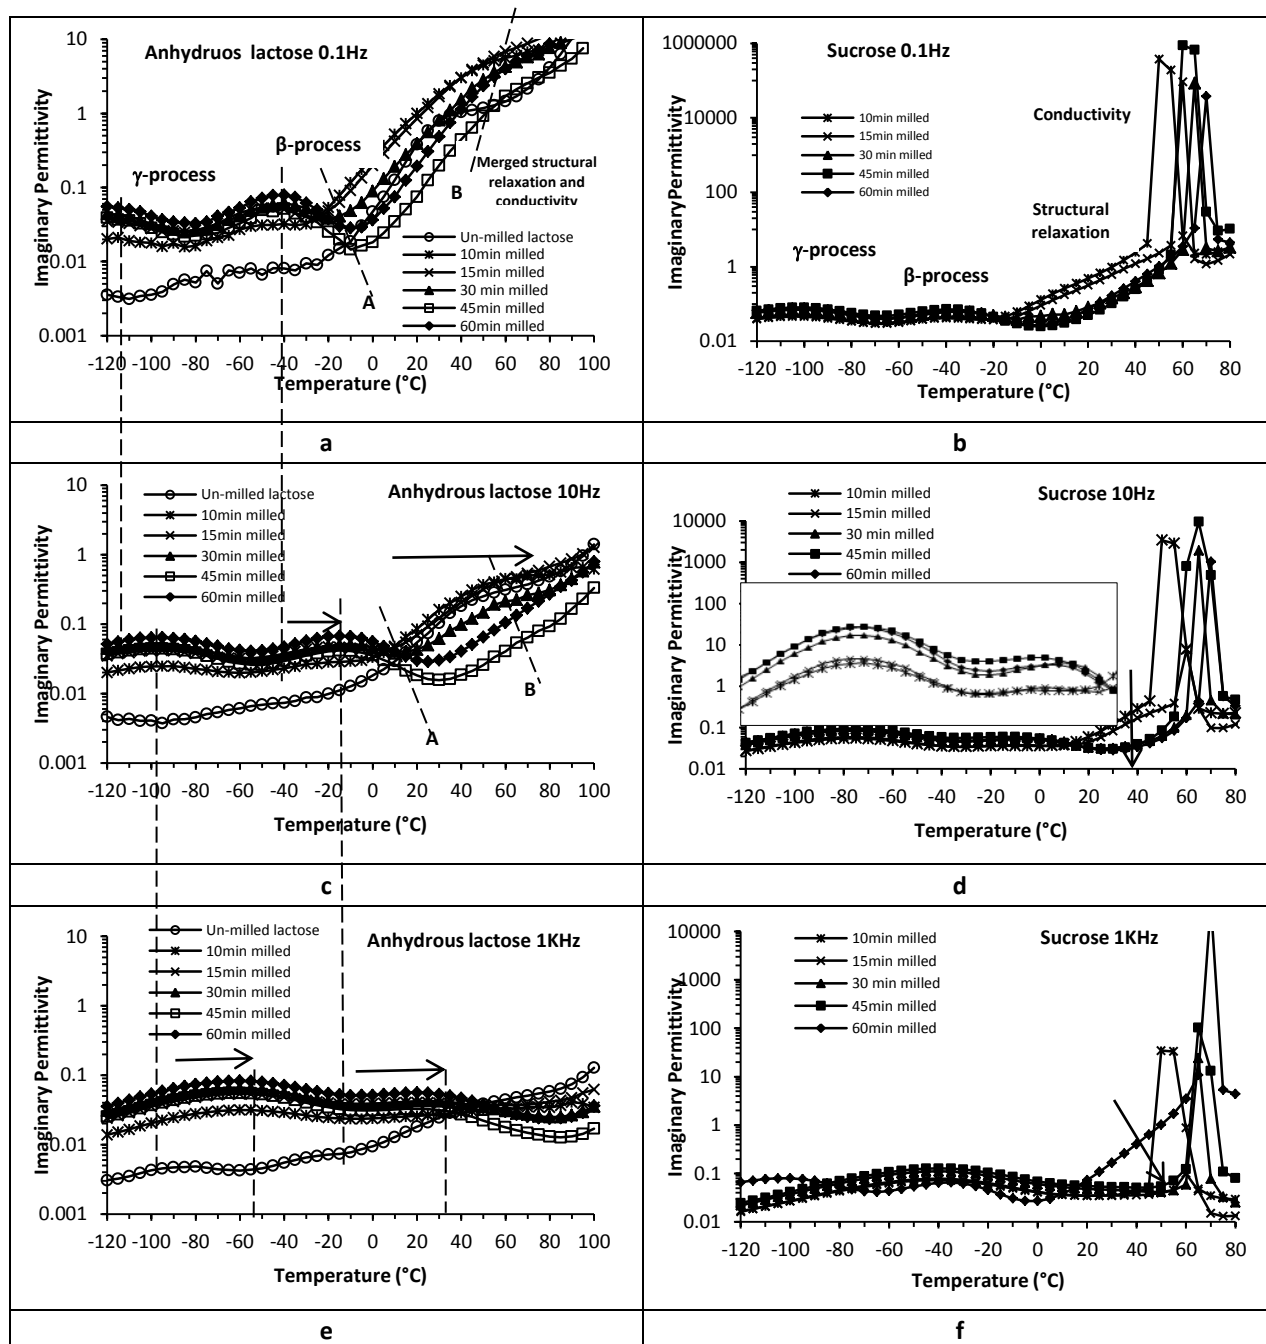 Anhydruos lactose 0.1Hz
Imaginary Permittivity
10
1
0.1
0.01
0.001
γ-process
β-process
Merged structural
relaxation and
conductivity
A
B
Un-milled lactose
10min milled
15min milled
30 min milled
45min milled
60min milled
-120 -100 -80 -60 -40 -20 0 20 40 60 80 100
Temperature (°C)
a
Sucrose 0.1Hz
ImaginaryPermittivity
1000000
10000
100
1
0.01
10min milled
15min milled
30 min milled
45min milled
60min milled
Conductivity
Structural
relaxation
γ-process
β-process
-120 -100 -80 -60 -40 -20 0 20 40 60 80
Temperature (°C)
b
Anhydrous lactose 10Hz
Imaginary Permittivity
10
1
0.1
0.01
0.001
Un-milled lactose
10min milled
15min milled
30min milled
45min milled
60min milled
A
B
-120 -100 -80 -60 -40 -20 0 20 40 60 80 100
Temperature (°C)
c
Sucrose 10Hz
Imaginary Permittivity
10000
1000
100
10
1
0.1
0.01
10min milled
15min milled
30 min milled
45min milled
60min milled
-120 -100 -80 -60 -40 -20 0 20 40 60 80
Temperature (°C)
d
Anhydrous lactose 1KHz
Imaginary Permittivity
10
1
0.1
0.01
0.001
Un-milled lactose
10min milled
15min milled
30min milled
45min milled
60min milled
-120 -100 -80 -60 -40 -20 0 20 40 60 80 100
Temperature (°C)
e
Sucrose 1KHz
Imaginary Permittivity
10000
1000
100
10
1
0.1
0.01
10min milled
15min milled
30 min milled
45min milled
60min milled
-120 -100 -80 -60 -40 -20 0 20 40 60 80
Temperature (°C)
f